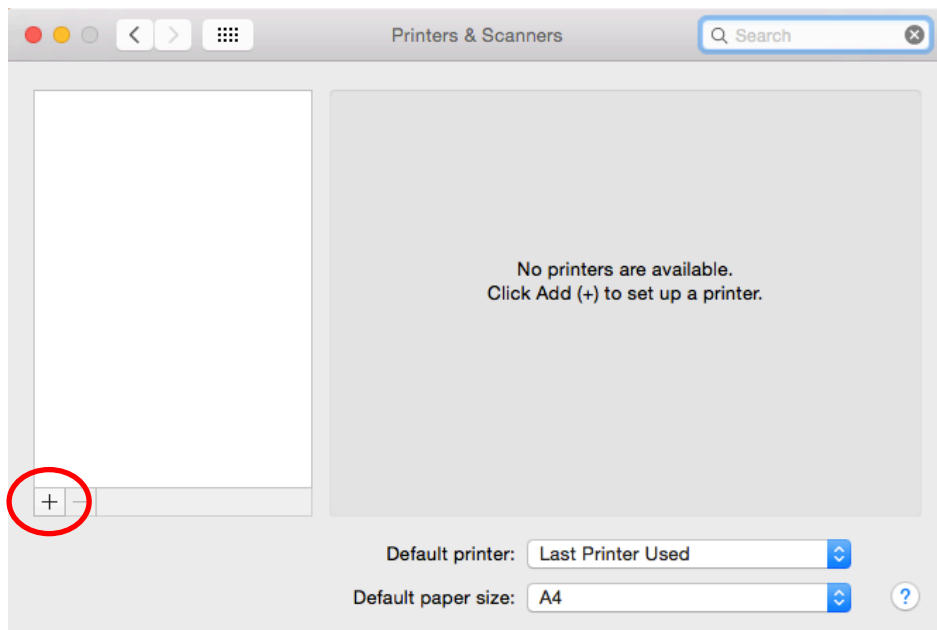 Printers & Scanners
Search
No printers are available.
Click Add (+) to set up a printer.
+ −
Default printer: Last Printer Used
Default paper size: A4
?